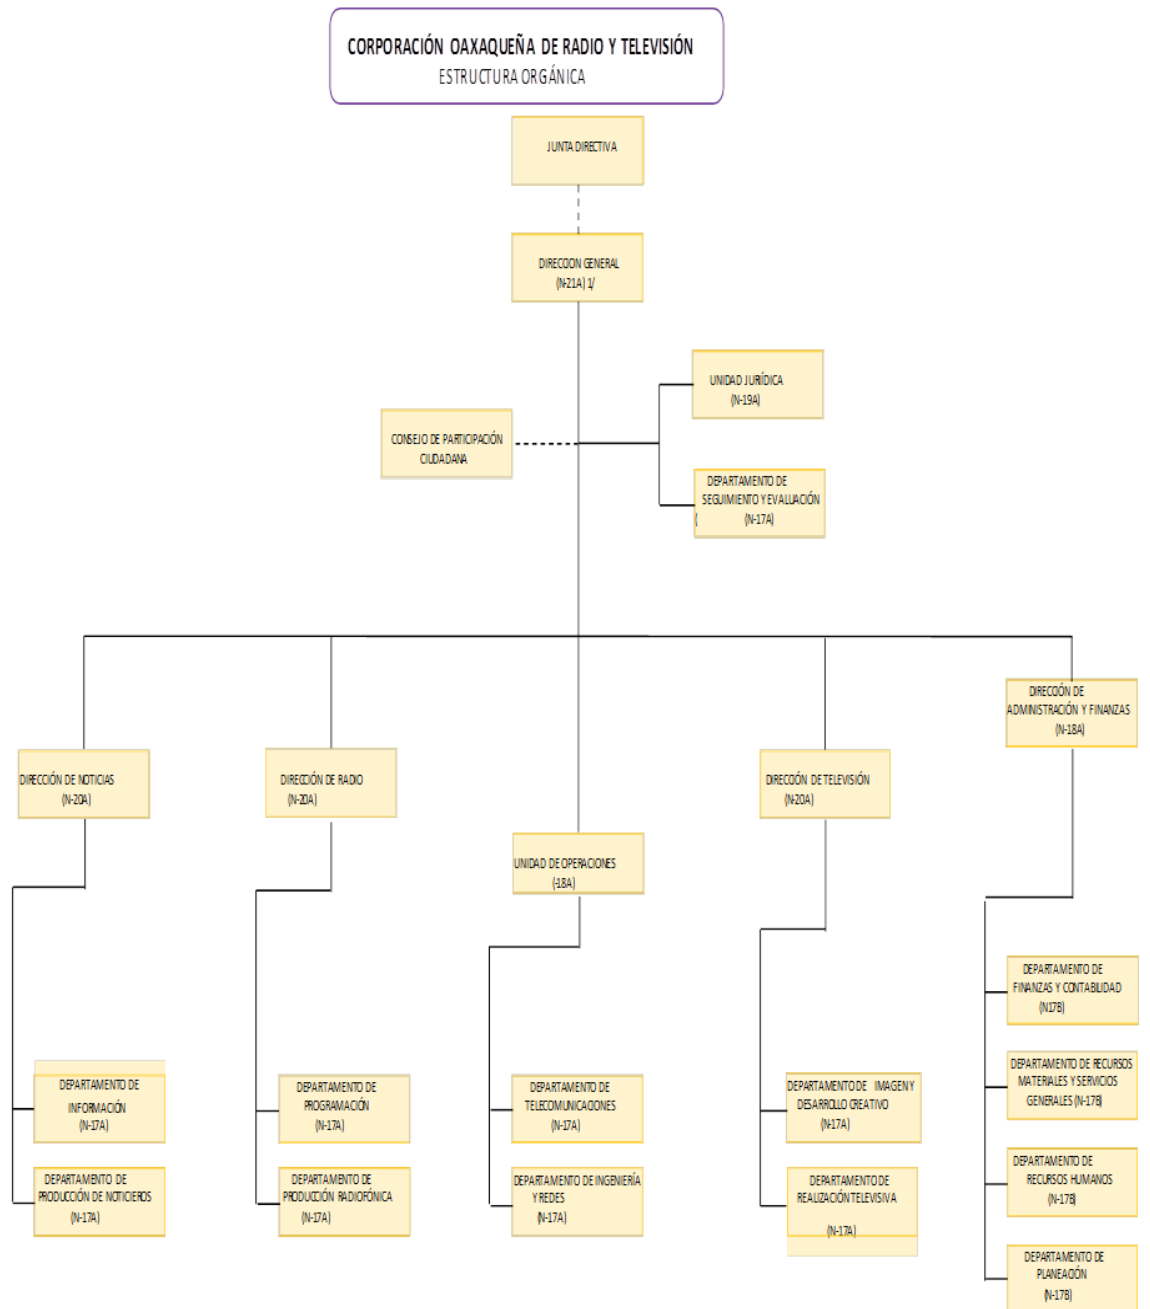 CORPORACIÓN OAXAQUEÑA DE RADIO Y TELEVISIÓN
ESTRUCTURA ORGÁNICA
JUNTA DIRECTIVA
DIRECCION GENERAL
(N-21A) 1/
UNIDAD JURÍDICA
(N-19A)
CONSEJO DE PARTICIPACIÓN
CIUDADANA
DEPARTAMENTO DE
SEGUIMIENTO Y EVALUACIÓN
( (N-17A)
DIRECCIÓN DE
ADMINISTRACIÓN Y FINANZAS
(N-18A)
DIRECCIÓN DE NOTICIAS
(N-20A)
DIRECCIÓN DE RADIO
(N-20A)
DIRECCIÓN DE TELEVISIÓN
(N-20A)
UNIDAD DE OPERACIONES
(-18A)
DEPARTAMENTO DE
INFORMACIÓN
(N-17A)
DEPARTAMENTO DE
PRODUCCIÓN DE NOTICIEROS
(N-17A)
DEPARTAMENTO DE
PROGRAMACIÓN
(N-17A)
DEPARTAMENTO DE
PRODUCCIÓN RADIOFÓNICA
(N-17A)
DEPARTAMENTO DE
TELECOMUNICACIONES
(N-17A)
DEPARTAMENTO DE INGENIERÍA
Y REDES
(N-17A)
DEPARTAMENTO DE IMAGEN Y
DESARROLLO CREATIVO
(N-17A)
DEPARTAMENTO DE
REALIZACIÓN TELEVISIVA
(N-17A)
DEPARTAMENTO DE
FINANZAS Y CONTABILIDAD
(N17B)
DEPARTAMENTO DE RECURSOS
MATERIALES Y SERVICIOS
GENERALES (N-17B)
DEPARTAMENTO DE
RECURSOS HUMANOS
(N-17B)
DEPARTAMENTO DE
PLANEACIÓN
(N-17B)